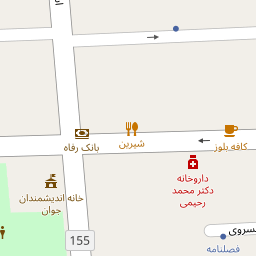 بانک رفاه
شیرین
کافه بلوز
داروخانه
دکتر محمد
رحیمی
خانه اندیشمندان
جوان
155
فصلنامه